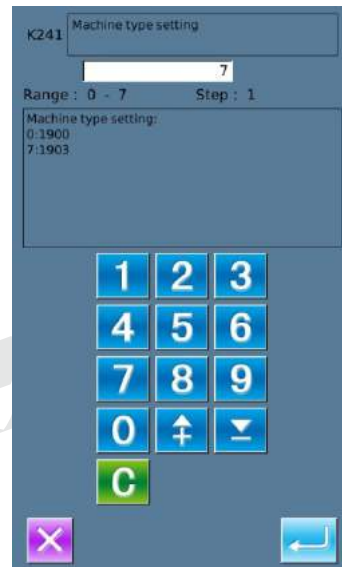 K241 Machine type setting
7
Range : 0 - 7 Step : 1
Machine type setting:
0:1900
7:1903
1 2 3
4 5 6
7 8 9
0
C